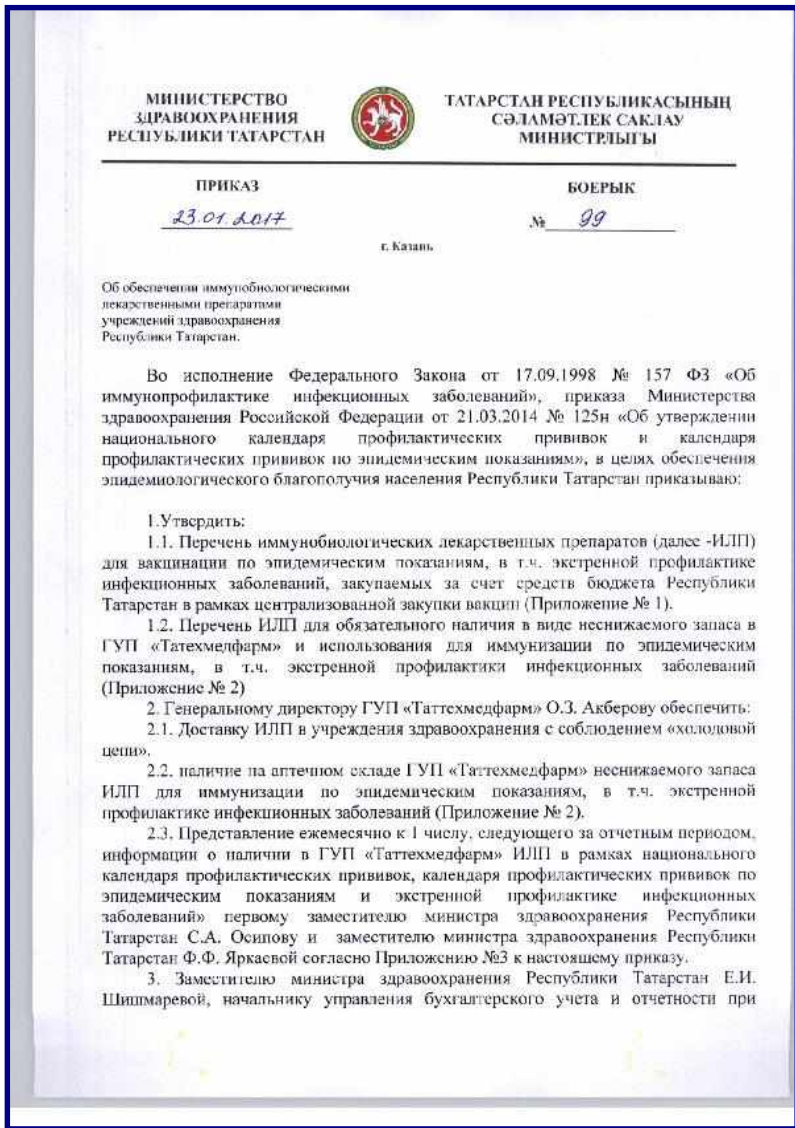 МИНИСТЕРСТВО
ЗДРАВООХРАНЕНИЯ
РЕСПУБЛИКИ ТАТАРСТАН
ТАТАРСТАН РЕСПУБЛИКАСЫНЫҢ
СӘЛАМӘТЛЕК САКЛАУ
МИНИСТРЛЫГЫ
ПРИКАЗ
БОЕРЫК
23.01.2017
№ 99
г. Казань
Об обеспечении иммунобиологическими
лекарственными препаратами
учреждений здравоохранения
Республики Татарстан.
Во исполнение Федерального Закона от 17.09.1998 № 157 ФЗ «Об
иммунопрофилактике инфекционных заболеваний», приказа Министерства
здравоохранения Российской Федерации от 21.03.2014 № 125н «Об утверждении
национального календаря профилактических прививок и календаря
профилактических прививок по эпидемическим показаниям», в целях обеспечения
эпидемиологического благополучия населения Республики Татарстан приказываю:
1.Утвердить:
1.1. Перечень иммунобиологических лекарственных препаратов (далее -ИЛП)
для вакцинации по эпидемическим показаниям, в т.ч. экстренной профилактике
инфекционных заболеваний, закупаемых за счет средств бюджета Республики
Татарстан в рамках централизованной закупки вакцин (Приложение № 1).
1.2. Перечень ИЛП для обязательного наличия в виде неснижаемого запаса в
ГУП «Татехмедфарм» и использования для иммунизации по эпидемическим
показаниям, в т.ч. экстренной профилактики инфекционных заболеваний
(Приложение № 2)
2. Генеральному директору ГУП «Таттехмедфарм» О.З. Акберову обеспечить:
2.1. Доставку ИЛП в учреждения здравоохранения с соблюдением «холодовой
цепи».
2.2. наличие на аптечном складе ГУП «Таттехмедфарм» неснижаемого запаса
ИЛП для иммунизации по эпидемическим показаниям, в т.ч. экстренной
профилактике инфекционных заболеваний (Приложение № 2).
2.3. Представление ежемесячно к 1 числу, следующего за отчетным периодом,
информации о наличии в ГУП «Таттехмедфарм» ИЛП в рамках национального
календаря профилактических прививок, календаря профилактических прививок по
эпидемическим показаниям и экстренной профилактике инфекционных
заболеваний» первому заместителю министра здравоохранения Республики
Татарстан С.А. Осипову и заместителю министра здравоохранения Республики
Татарстан Ф.Ф. Яркаевой согласно Приложению №3 к настоящему приказу.
3. Заместителю министра здравоохранения Республики Татарстан Е.И.
Шишмаревой, начальнику управления бухгалтерского учета и отчетности при